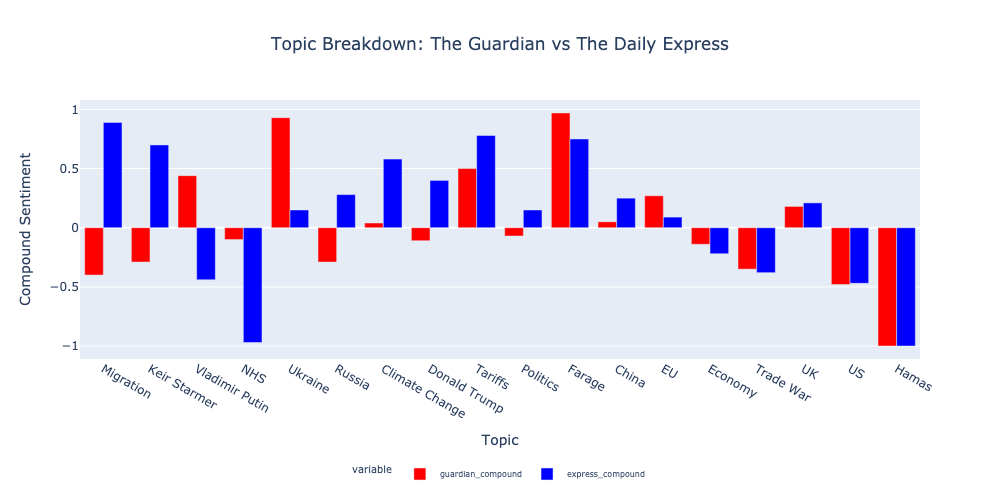 Topic Breakdown: The Guardian vs The Daily Express
Compound Sentiment
1
0.5
0
−0.5
−1
Migration
Keir Starmer
Vladimir Putin
NHS
Ukraine
Russia
Climate Change
Donald Trump
Tariffs
Politics
Farage
China
EU
Economy
Trade War
UK
US
Hamas
Topic
variable guardian_compound express_compound